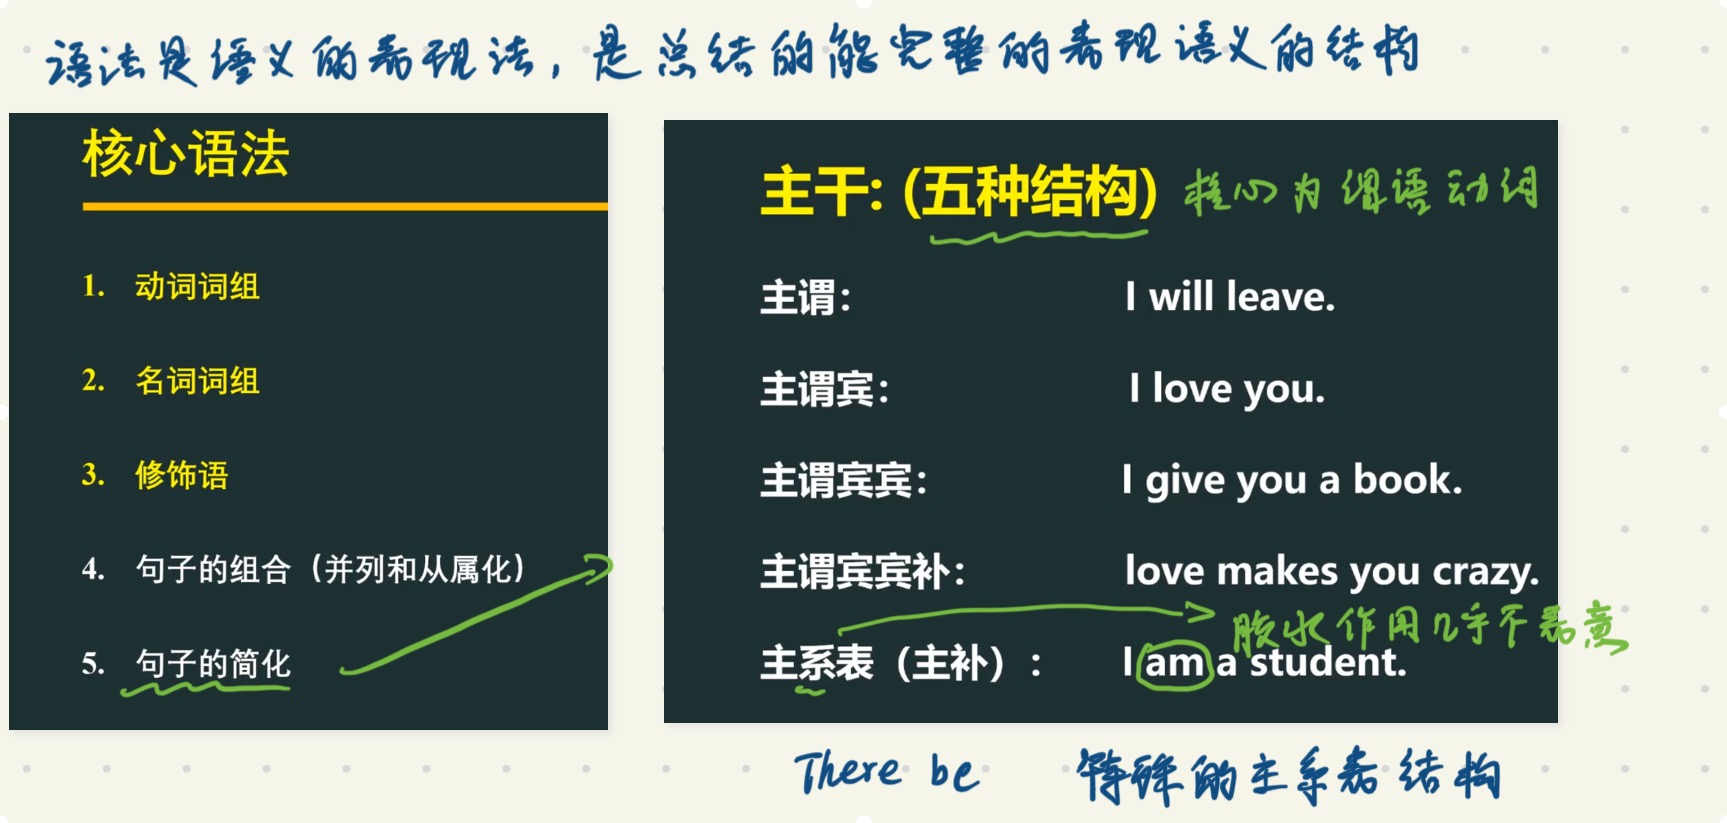 语法是语义的表现法，是总结的能完整的表现语义的结构
核心语法
1. 动词词组
2. 名词词组
3. 修饰语
4. 句子的组合（并列和从属化）
5. 句子的简化
主干: (五种结构) 核心为谓语动词
主谓： I will leave.
主谓宾： I love you.
主谓宾宾： I give you a book.
主谓宾宾补： love makes you crazy.
胶水作用几乎不表意
主系表（主补）： I am a student.
There be 特殊的主系表结构